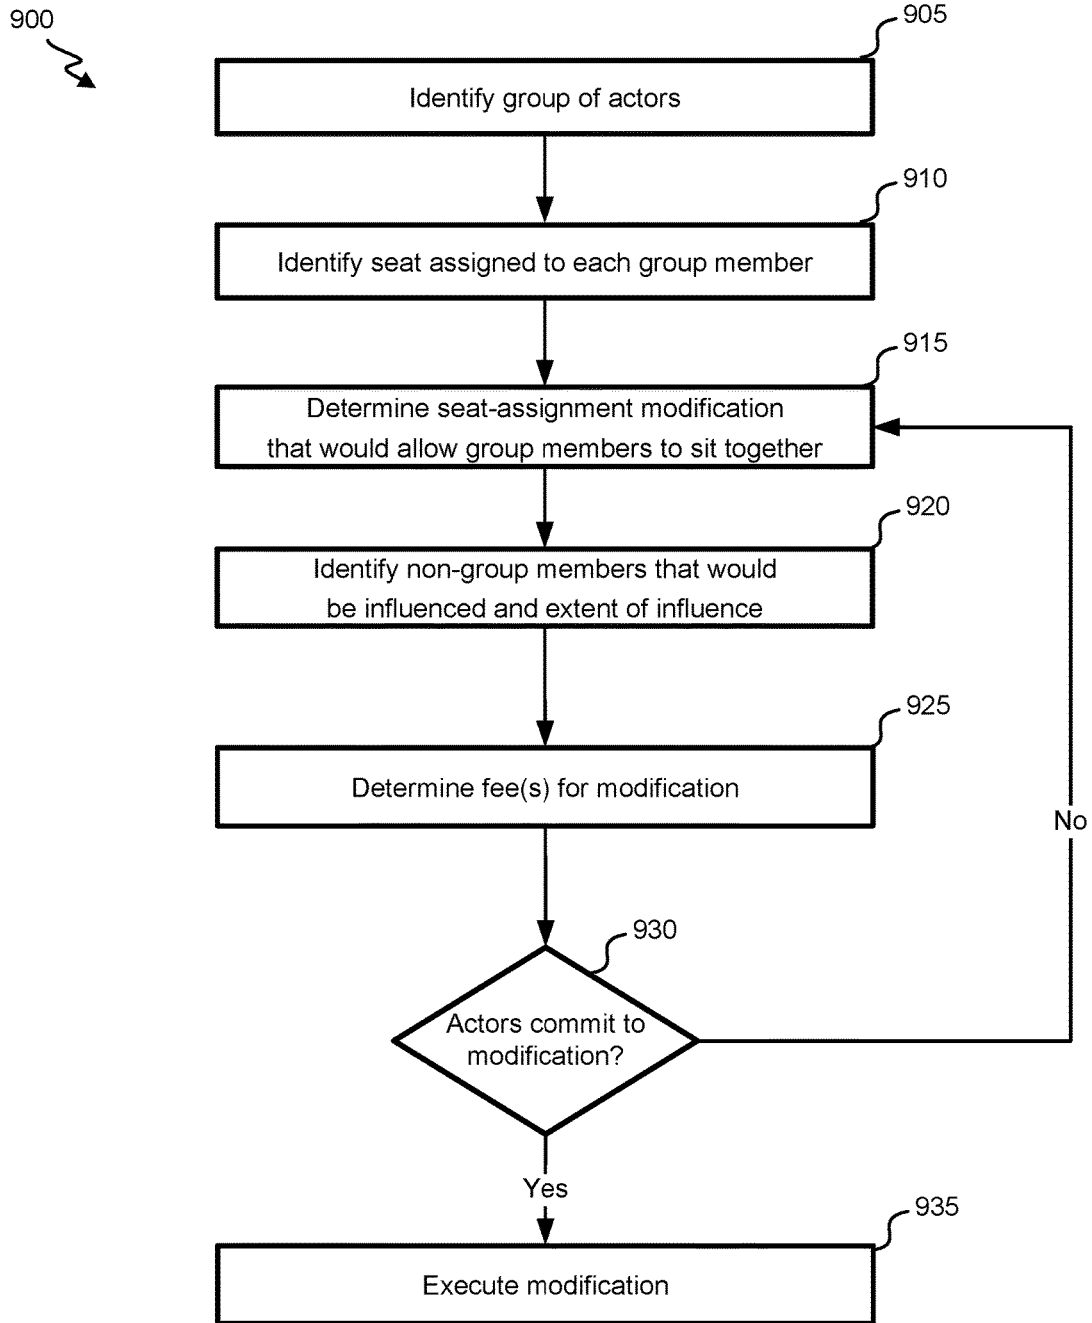 900
905
Identify group of actors
910
Identify seat assigned to each group member
915
Determine seat-assignment modification
that would allow group members to sit together
920
Identify non-group members that would
be influenced and extent of influence
925
Determine fee(s) for modification
No
930
Actors commit to
modification?
Yes
935
Execute modification